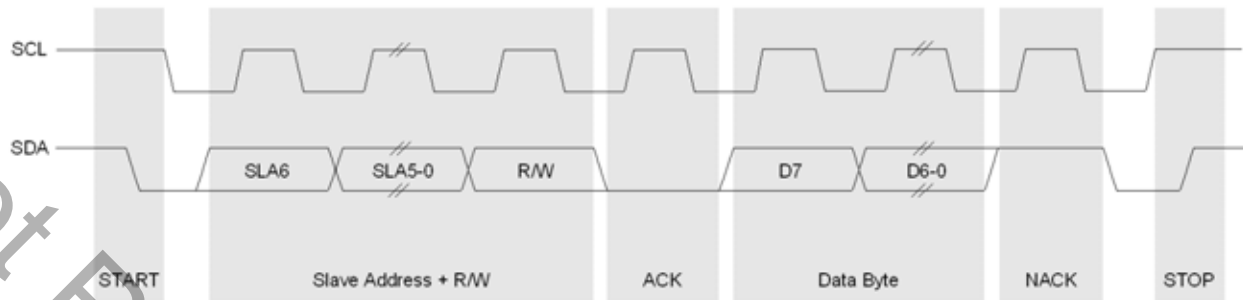 SCL
SDA
SLA6 SLA5-0 R/W D7 D6-0
START Slave Address + R/W ACK Data Byte NACK STOP